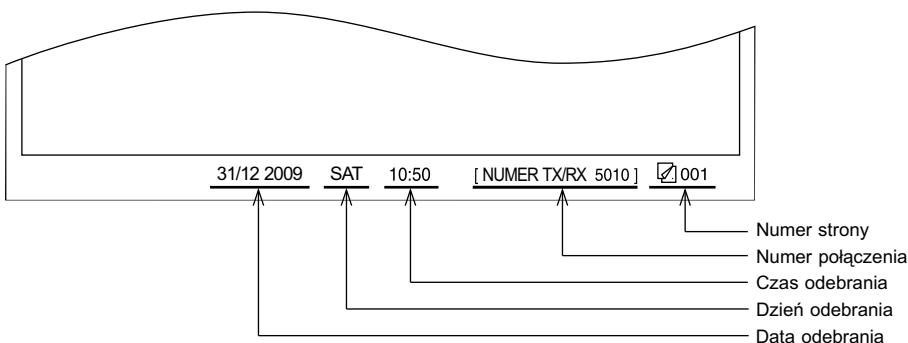 31/12 2009 SAT 10:50 [ NUMER TX/RX 5010 ] 001
Numer strony
Numer połączenia
Czas odebrania
Dzień odebrania
Data odebrania